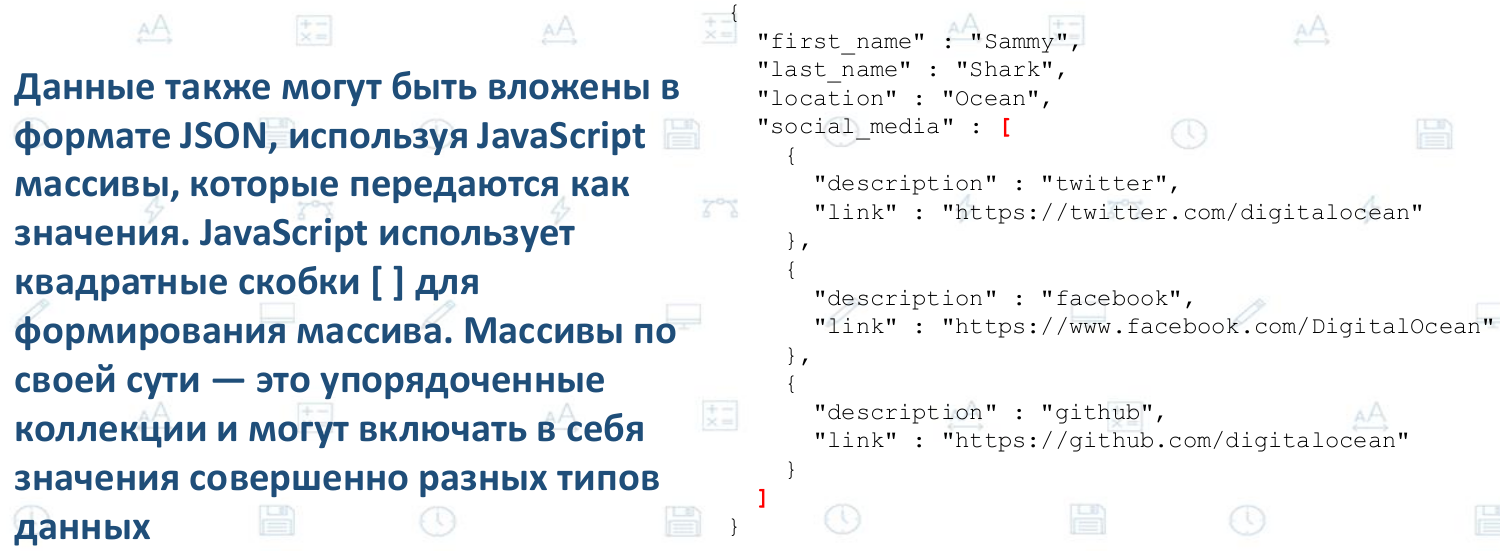 Данные также могут быть вложены в
формате JSON, используя JavaScript
массивы, которые передаются как
значения. JavaScript использует
квадратные скобки [ ] для
формирования массива. Массивы по
своей сути — это упорядоченные
коллекции и могут включать в себя
значения совершенно разных типов
данных
{
  "first_name" : "Sammy",
  "last_name" : "Shark",
  "location" : "Ocean",
  "social_media" : [
    {
      "description" : "twitter",
      "link" : "https://twitter.com/digitalocean"
    },
    {
      "description" : "facebook",
      "link" : "https://www.facebook.com/DigitalOcean"
    },
    {
      "description" : "github",
      "link" : "https://github.com/digitalocean"
    }
  ]
}